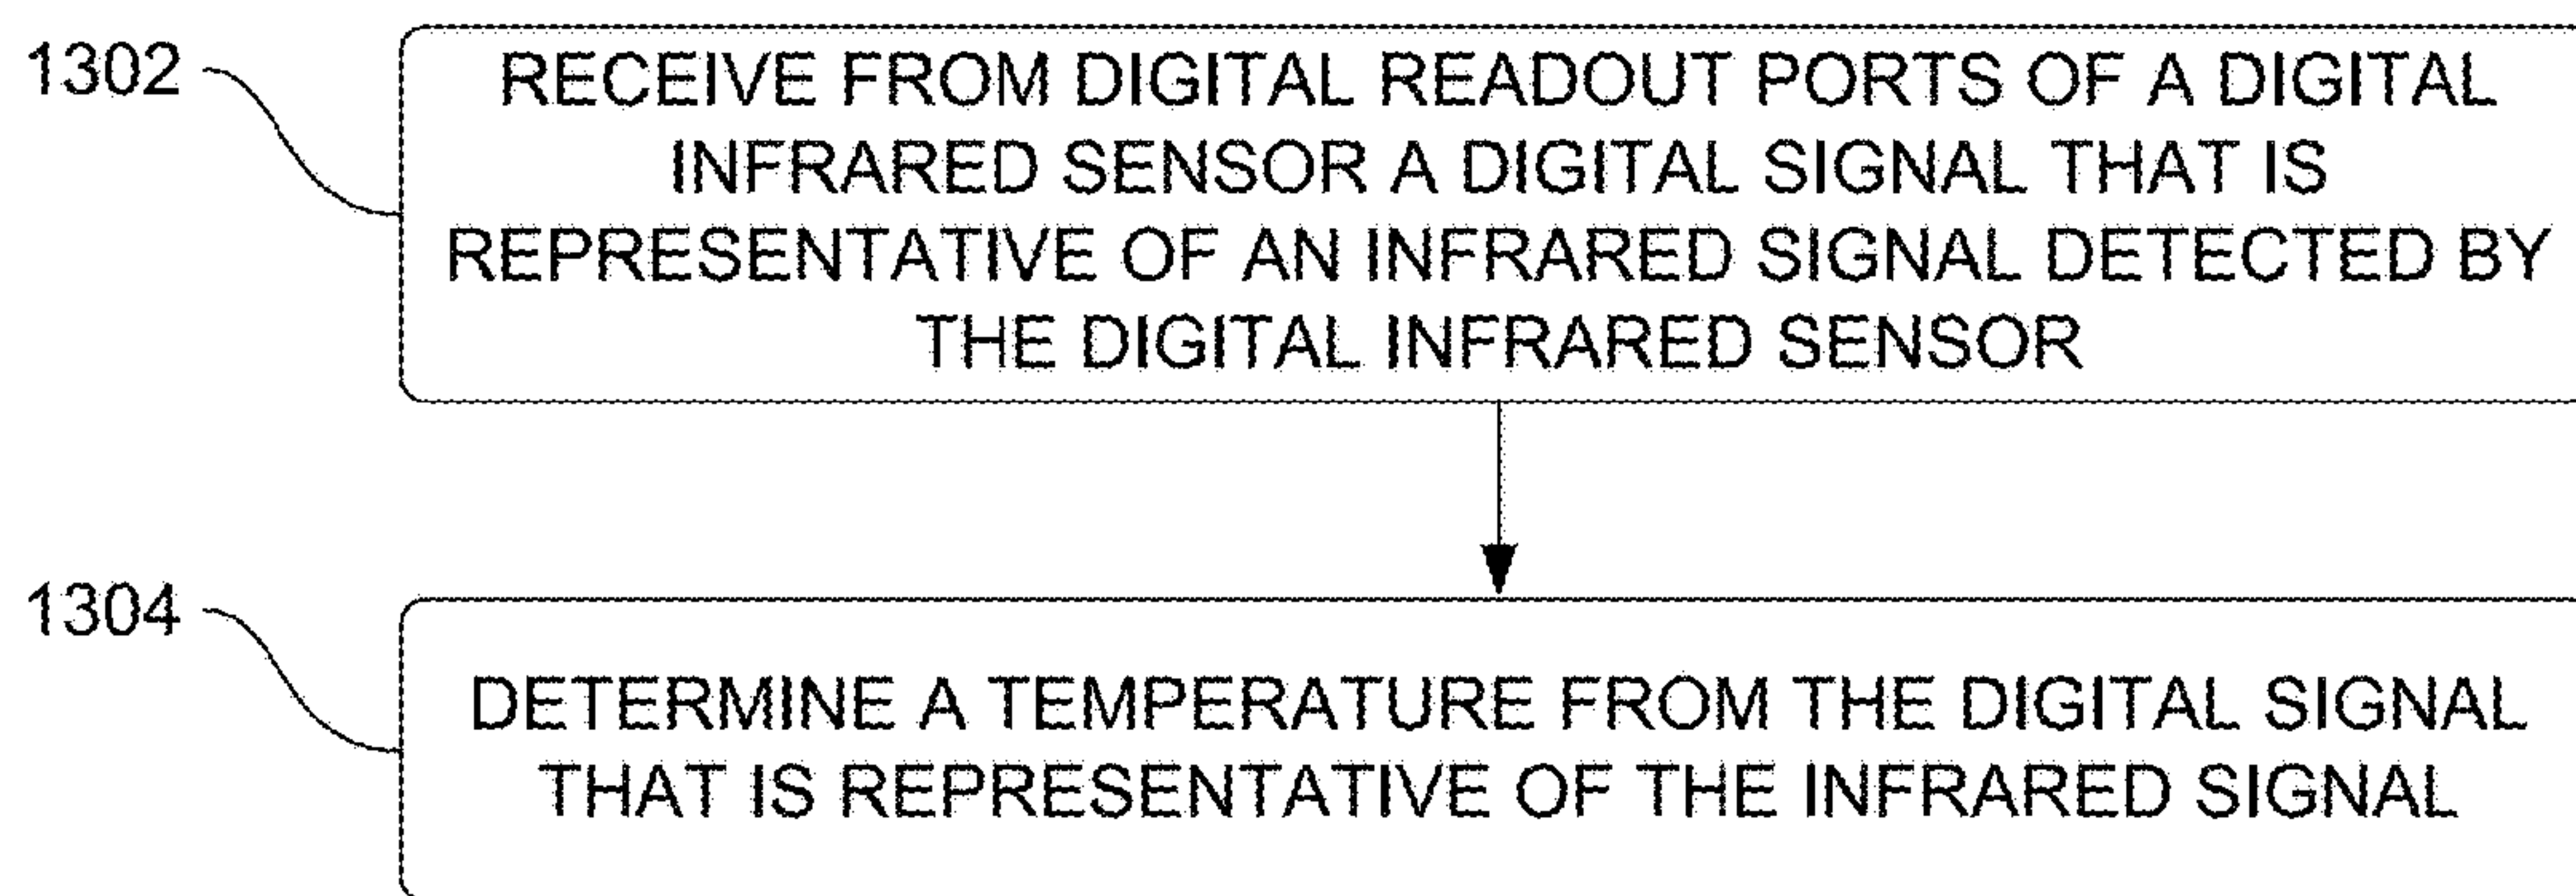 1302
RECEIVE FROM DIGITAL READOUT PORTS OF A DIGITAL
INFRARED SENSOR A DIGITAL SIGNAL THAT IS
REPRESENTATIVE OF AN INFRARED SIGNAL DETECTED BY
THE DIGITAL INFRARED SENSOR
1304
DETERMINE A TEMPERATURE FROM THE DIGITAL SIGNAL
THAT IS REPRESENTATIVE OF THE INFRARED SIGNAL